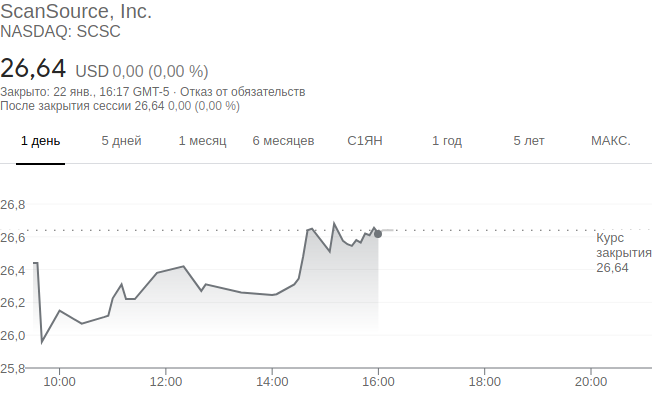 ScanSource, Inc.
NASDAQ: SCSC
26,64 USD 0,00 (0,00 %)
Закрыто: 22 янв., 16:17 GMT-5 · Отказ от обязательств
После закрытия сессии 26,64 0,00 (0,00 %)
1 день 5 дней 1 месяц 6 месяцев С1ЯН 1 год 5 лет МАКС.
26,8
26,6
26,4
26,2
26,0
25,8
Курс
закрытия
26,64
10:00 12:00 14:00 16:00 18:00 20:00